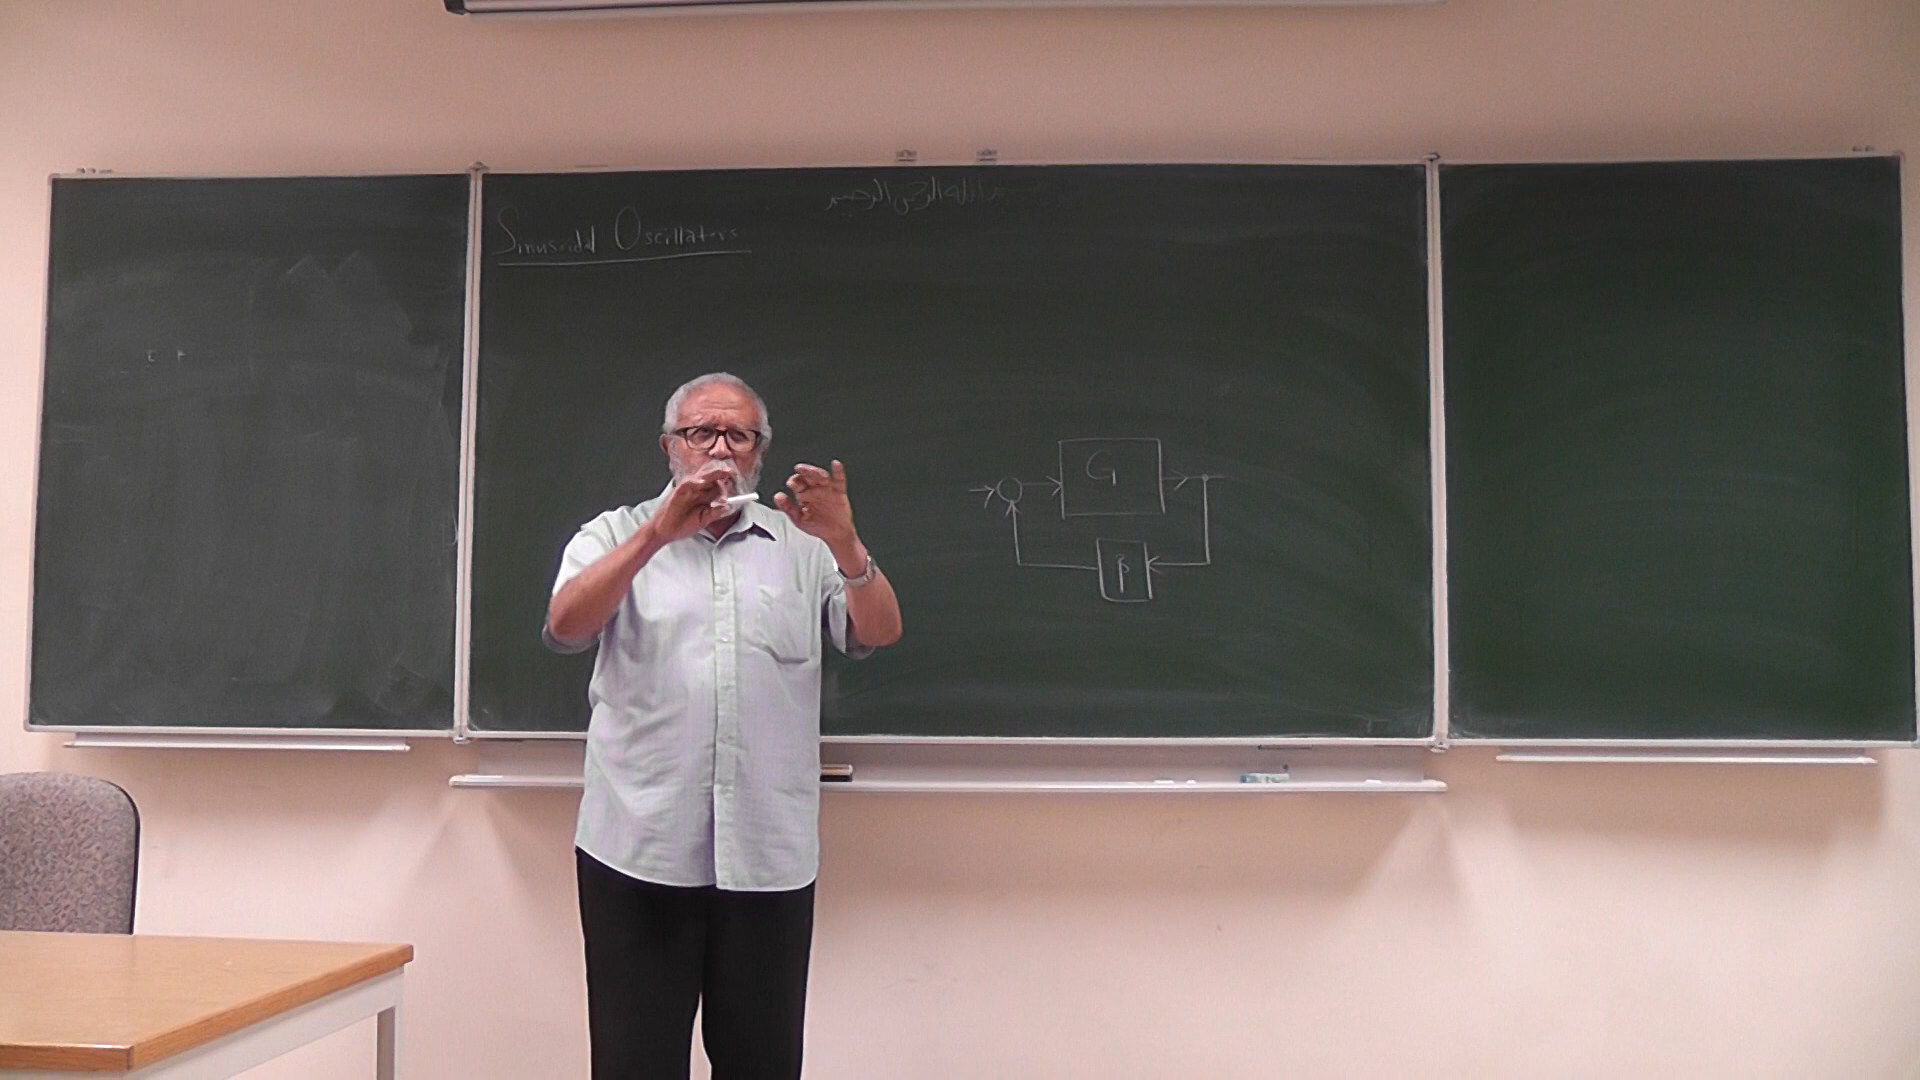 بسم الله الرحمن الرحيم
Sinusoidal Oscillators
G
β